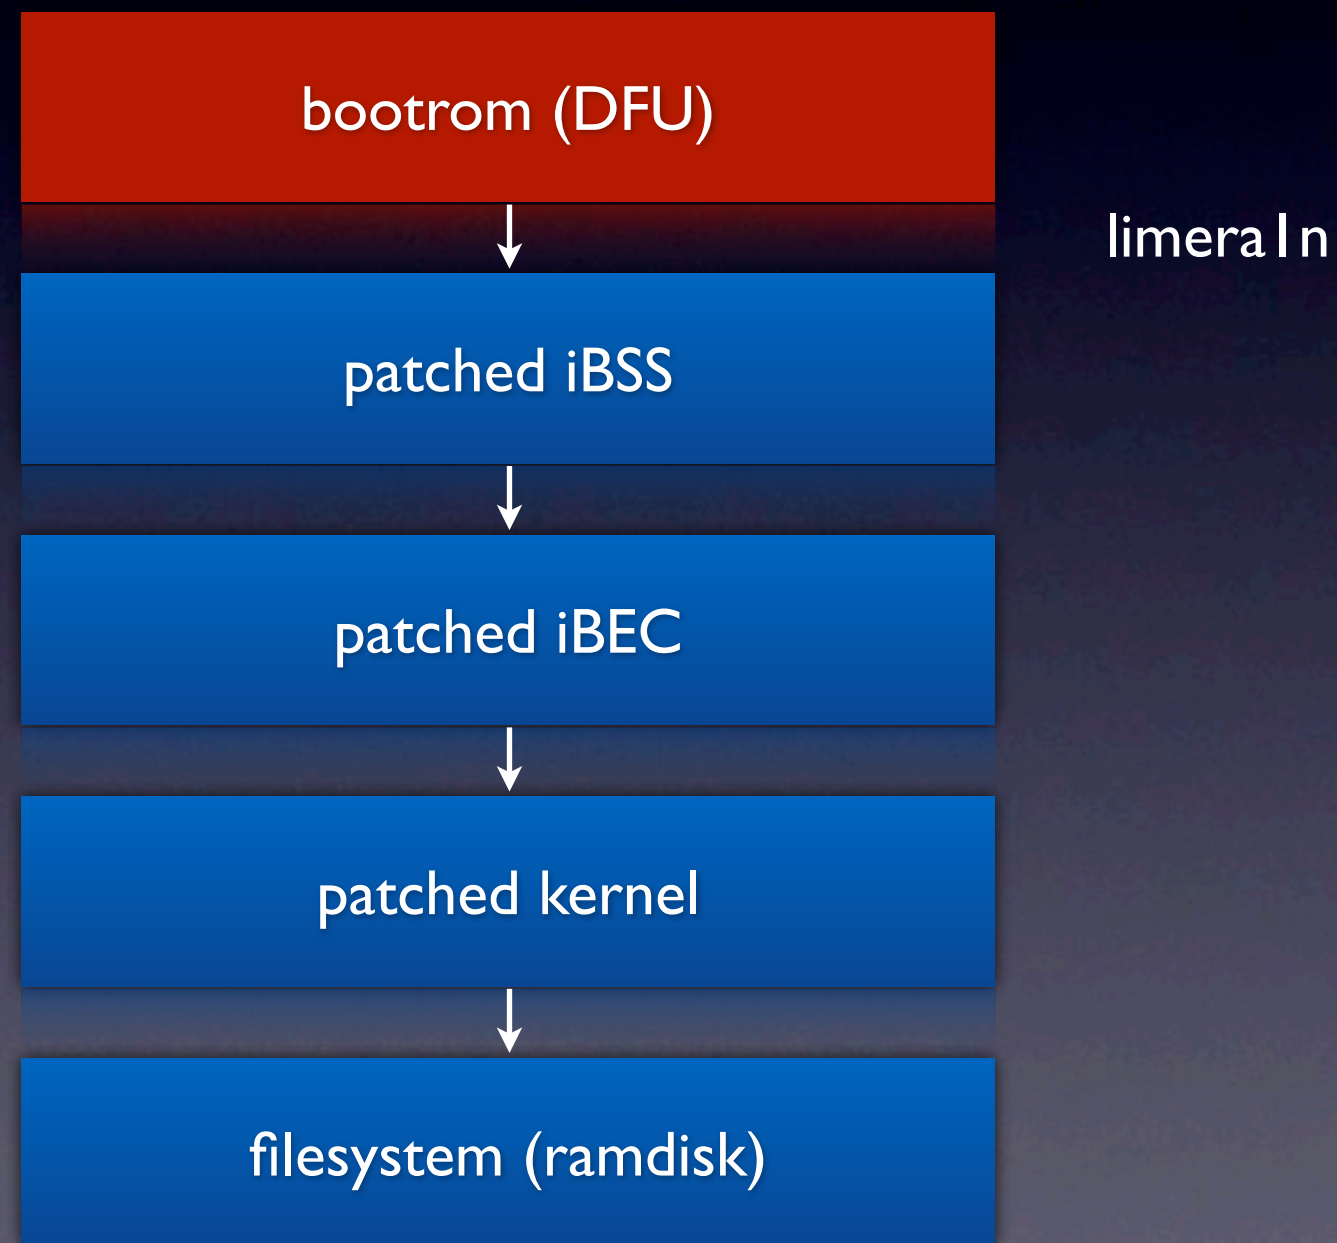 bootrom (DFU)
limera1n
patched iBSS
patched iBEC
patched kernel
filesystem (ramdisk)